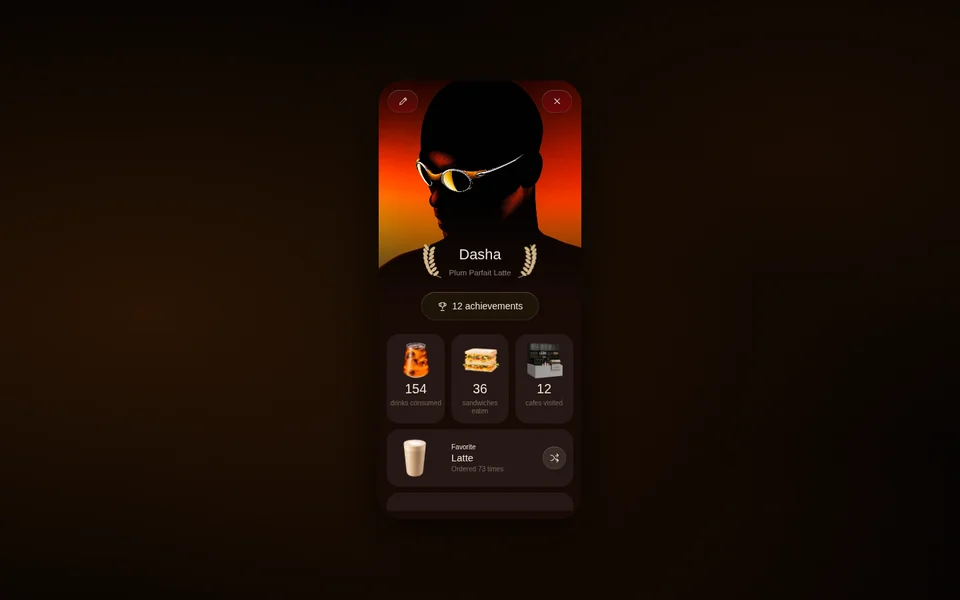 Dasha
Plum Parfait Latte
12 achievements
154
drinks consumed
36
sandwiches
eaten
12
cafes visited
Favorite
Latte
Ordered 73 times